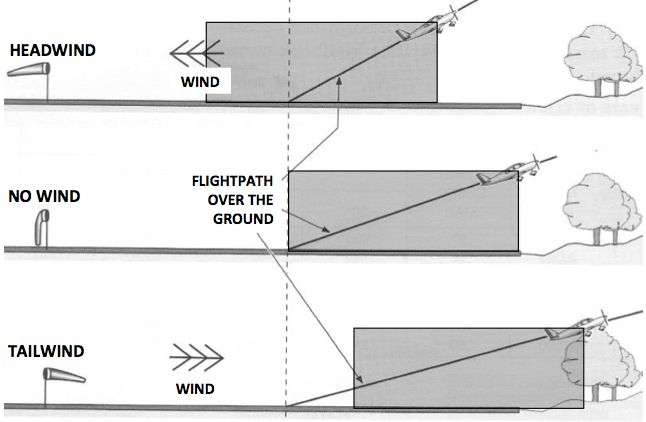 HEADWIND
WIND
FLIGHTPATH
OVER THE
GROUND
NO WIND
TAILWIND
WIND